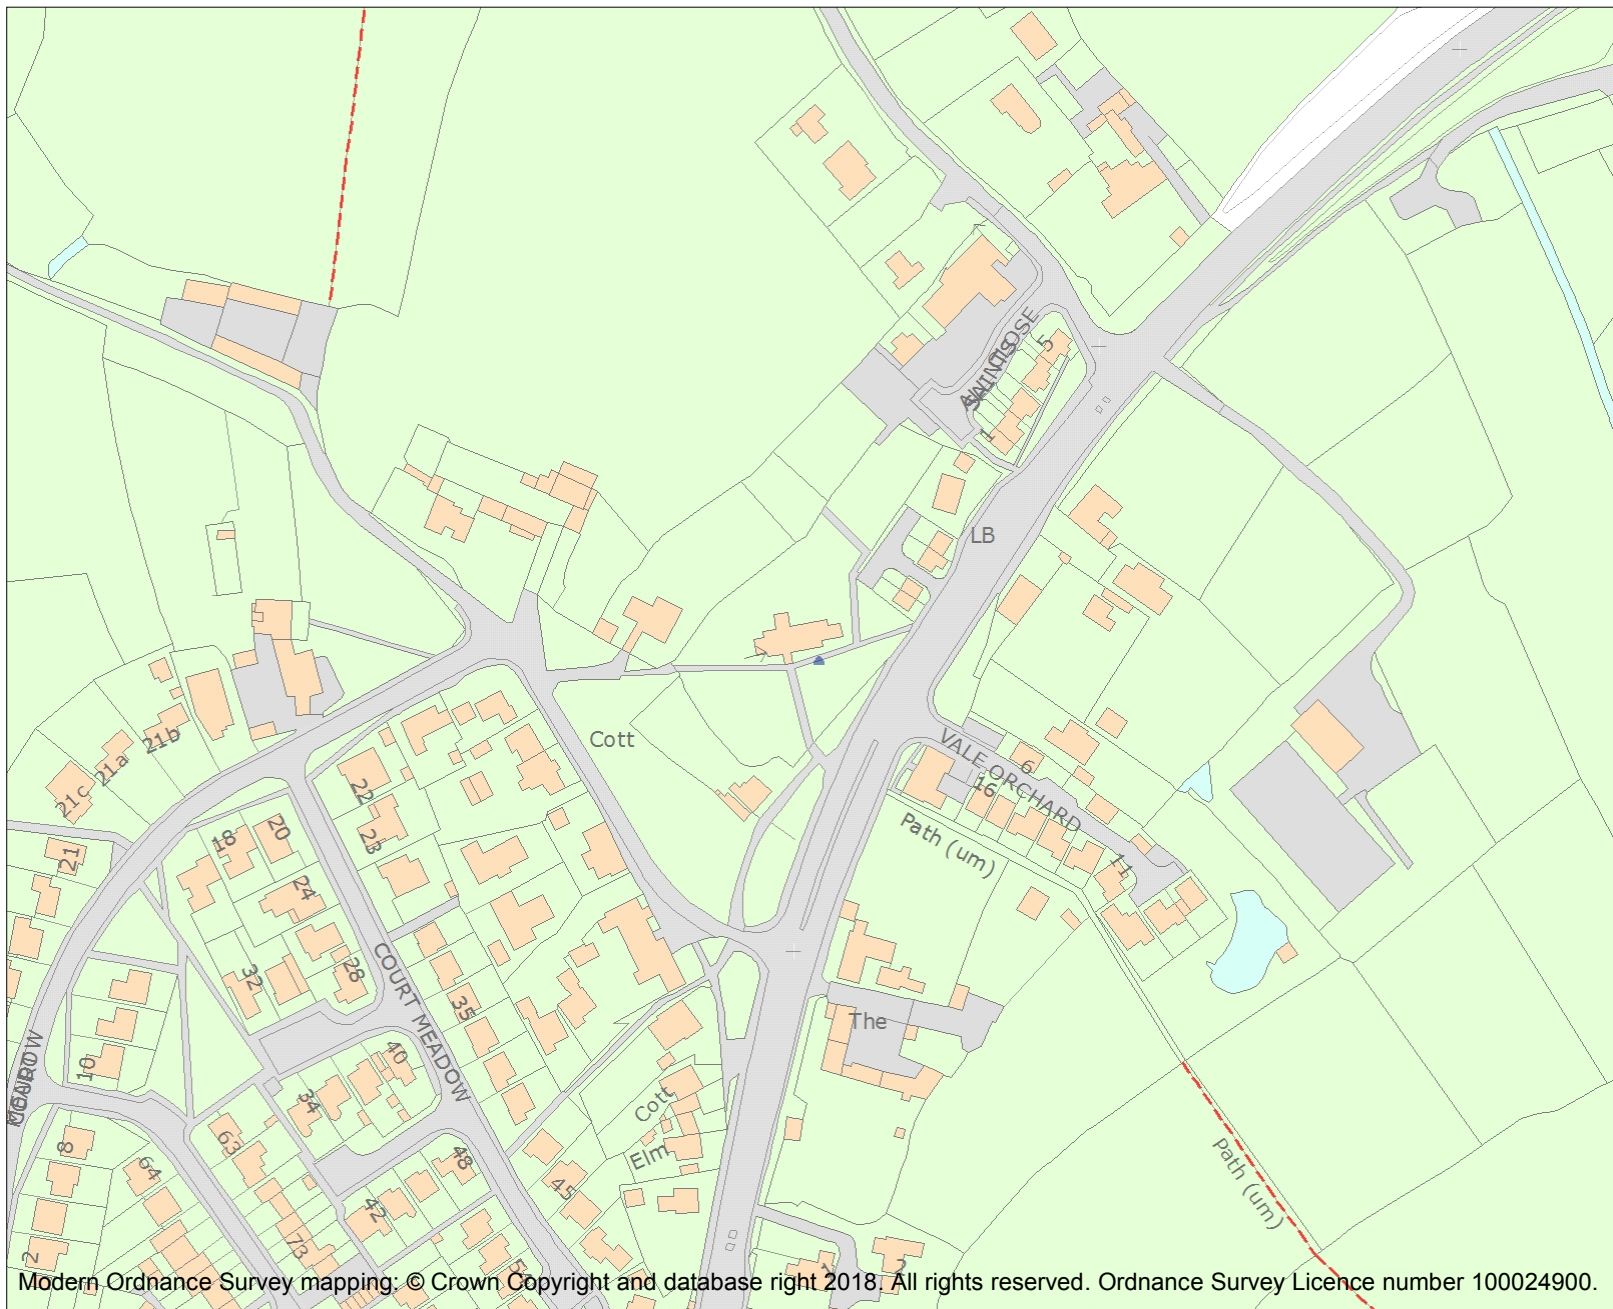 5
1
LB
Cott
VALE ORCHARD
6
16
11
Path (um)
21b
21a
21c
22
23
18
20
21
24
32
28
35
COURT MEADOW
The
10
40
34
Cott
Elm
8
63
64
48
45
42
73
2
Path (um)
1
2
Modern Ordnance Survey mapping: © Crown Copyright and database right 2018. All rights reserved. Ordnance Survey Licence number 100024900.